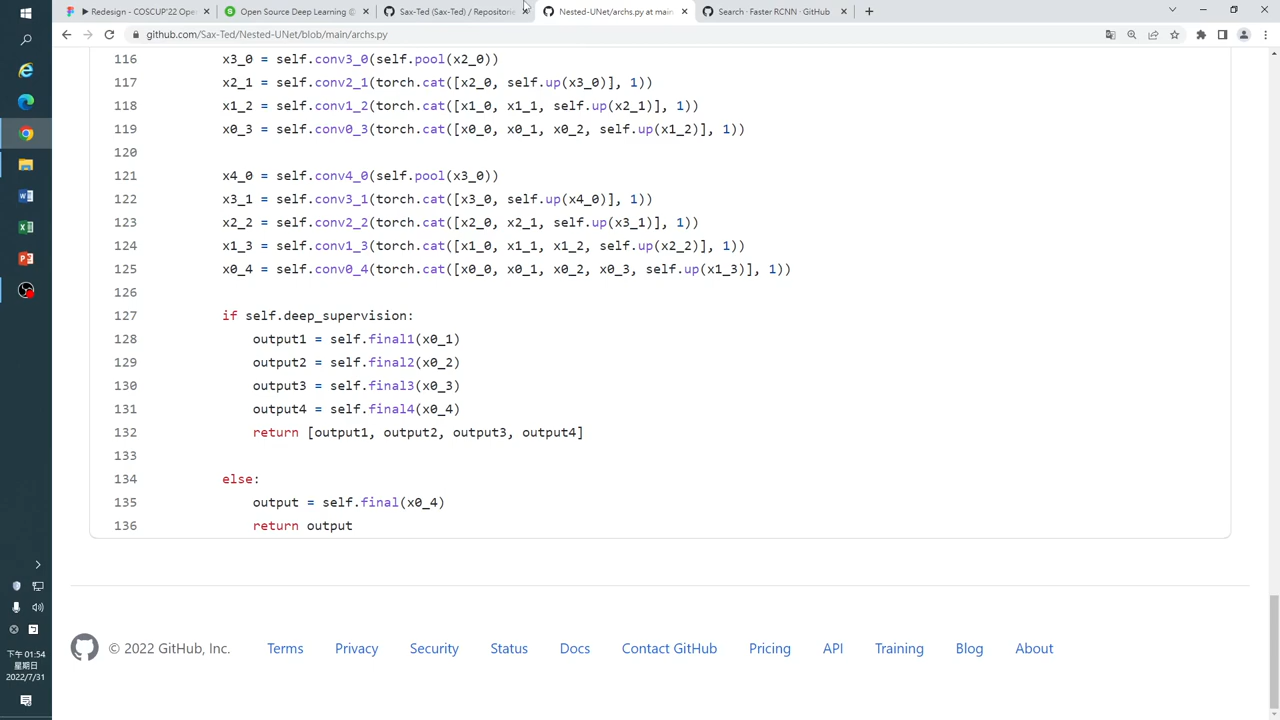 Redesign - COSCUP'22 Ope
Open Source Deep Learning @
Sax-Ted (Sax-Ted) / Repositorie
Nested-UNet/archs.py at main
Search · Faster RCNN · GitHub
github.com/Sax-Ted/Nested-UNet/blob/main/archs.py
116 x3_0 = self.conv3_0(self.pool(x2_0))
117 x2_1 = self.conv2_1(torch.cat([x2_0, self.up(x3_0)], 1))
118 x1_2 = self.conv1_2(torch.cat([x1_0, x1_1, self.up(x2_1)], 1))
119 x0_3 = self.conv0_3(torch.cat([x0_0, x0_1, x0_2, self.up(x1_2)], 1))
120
121 x4_0 = self.conv4_0(self.pool(x3_0))
122 x3_1 = self.conv3_1(torch.cat([x3_0, self.up(x4_0)], 1))
123 x2_2 = self.conv2_2(torch.cat([x2_0, x2_1, self.up(x3_1)], 1))
124 x1_3 = self.conv1_3(torch.cat([x1_0, x1_1, x1_2, self.up(x2_2)], 1))
125 x0_4 = self.conv0_4(torch.cat([x0_0, x0_1, x0_2, x0_3, self.up(x1_3)], 1))
126
127 if self.deep_supervision:
128 output1 = self.final1(x0_1)
129 output2 = self.final2(x0_2)
130 output3 = self.final3(x0_3)
131 output4 = self.final4(x0_4)
132 return [output1, output2, output3, output4]
133
134 else:
135 output = self.final(x0_4)
136 return output
© 2022 GitHub, Inc. Terms Privacy Security Status Docs Contact GitHub Pricing API Training Blog About
下午 01:54
星期日
2022/7/31